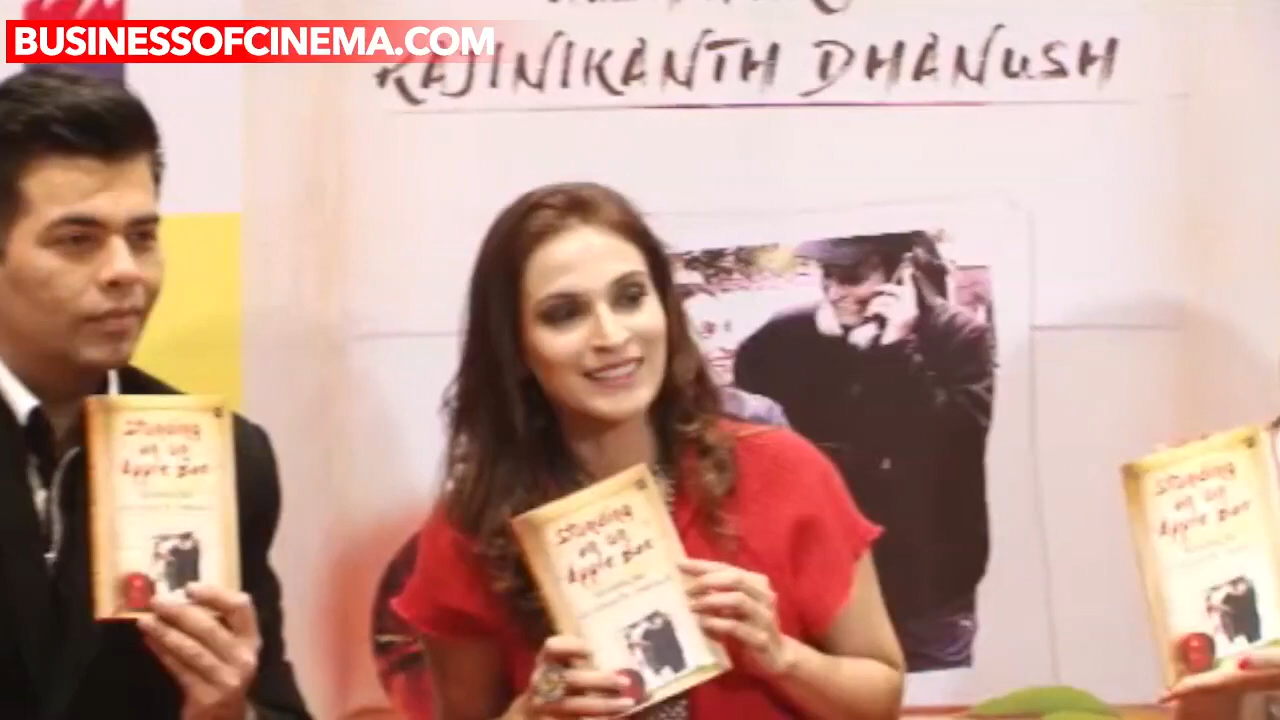 BUSINESSOFCINEMA.COM
RAJINIKANTH DHANUSH
Standing
on an
Apple Box
Standing
on an
Apple Box
Standing
on an
Apple Box